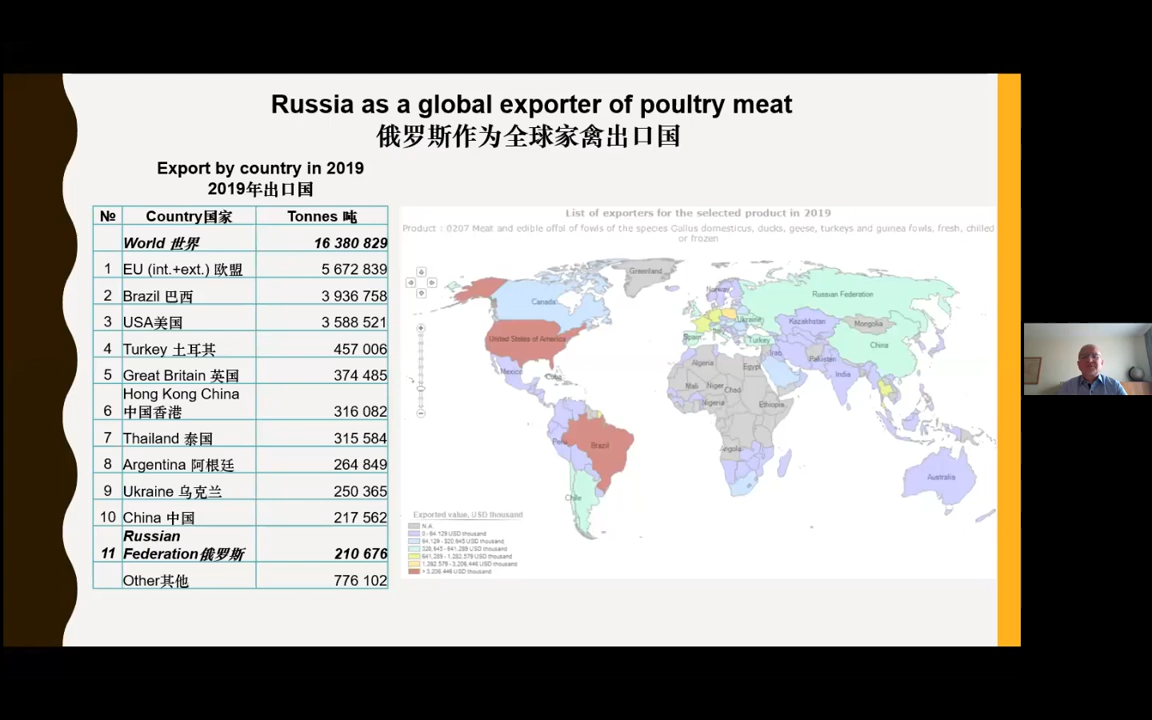 Russia as a global exporter of poultry meat
俄罗斯作为全球家禽出口国
Export by country in 2019
2019年出口国
№ Country国家 Tonnes 吨
World 世界 16 380 829
1 EU (int.+ext.) 欧盟 5 672 839
2 Brazil 巴西 3 936 758
3 USA美国 3 588 521
4 Turkey 土耳其 457 006
5 Great Britain 英国 374 485
6 Hong Kong China
中国香港 316 082
7 Thailand 泰国 315 584
8 Argentina 阿根廷 264 849
9 Ukraine 乌克兰 250 365
10 China 中国 217 562
Russian
11 Federation俄罗斯 210 676
Other其他 776 102
List of exporters for the selected product in 2019
Product : 0207 Meat and edible offal of fowls of the species Gallus domesticus, ducks, geese, turkeys and guinea fowls, fresh, chilled
or frozen
Greenland
Canada
Norway
Russian Federation
United States of America
Ukraine
Kazakhstan
Mongolia
Spain
Turkey
China
Mexico
Cuba
Algeria
Egypt
Iraq
Pakistan
India
Mali
Niger
Chad
Nigeria
Ethiopia
Peru
Brazil
Angola
Australia
Chile
Exported value, USD thousand
N.A.
0 - 64,129 USD thousand
64,129 - 320,645 USD thousand
320,645 - 641,289 USD thousand
641,289 - 1,282,579 USD thousand
1,282,579 - 3,206,446 USD thousand
> 3,206,446 USD thousand